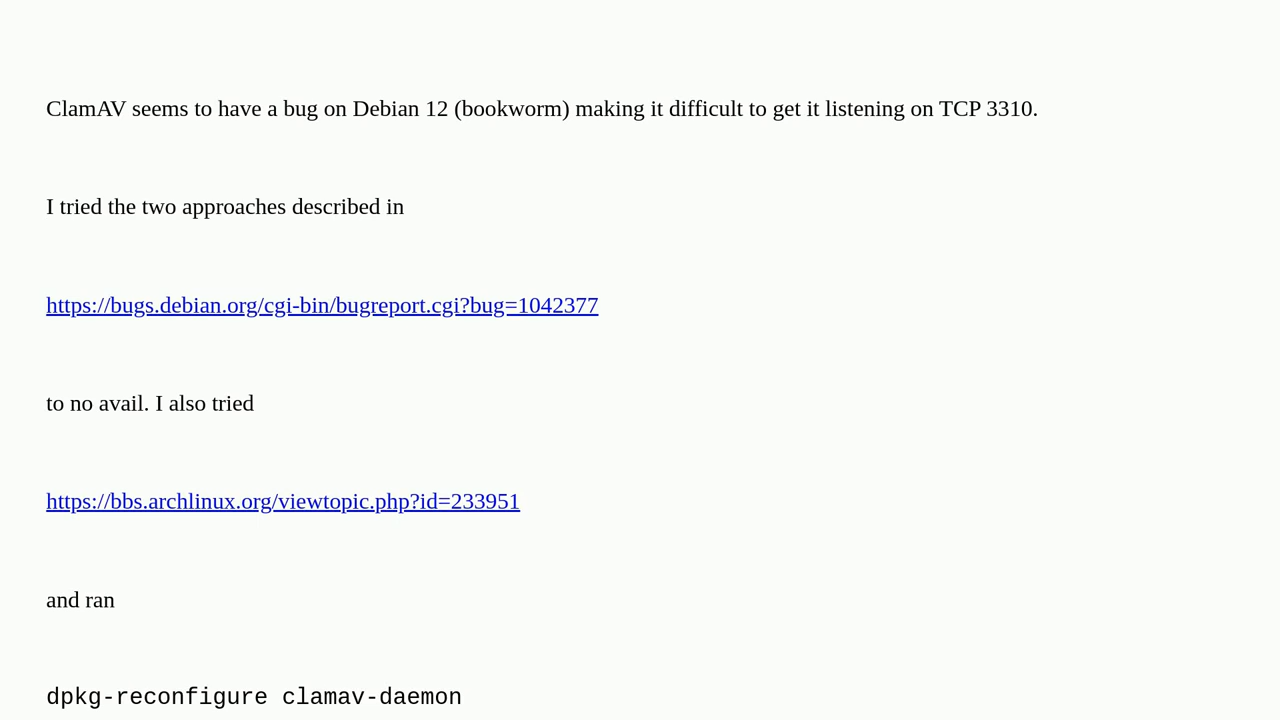 ClamAV seems to have a bug on Debian 12 (bookworm) making it difficult to get it listening on TCP 3310.
I tried the two approaches described in
https://bugs.debian.org/cgi-bin/bugreport.cgi?bug=1042377
to no avail. I also tried
https://bbs.archlinux.org/viewtopic.php?id=233951
and ran
dpkg-reconfigure clamav-daemon